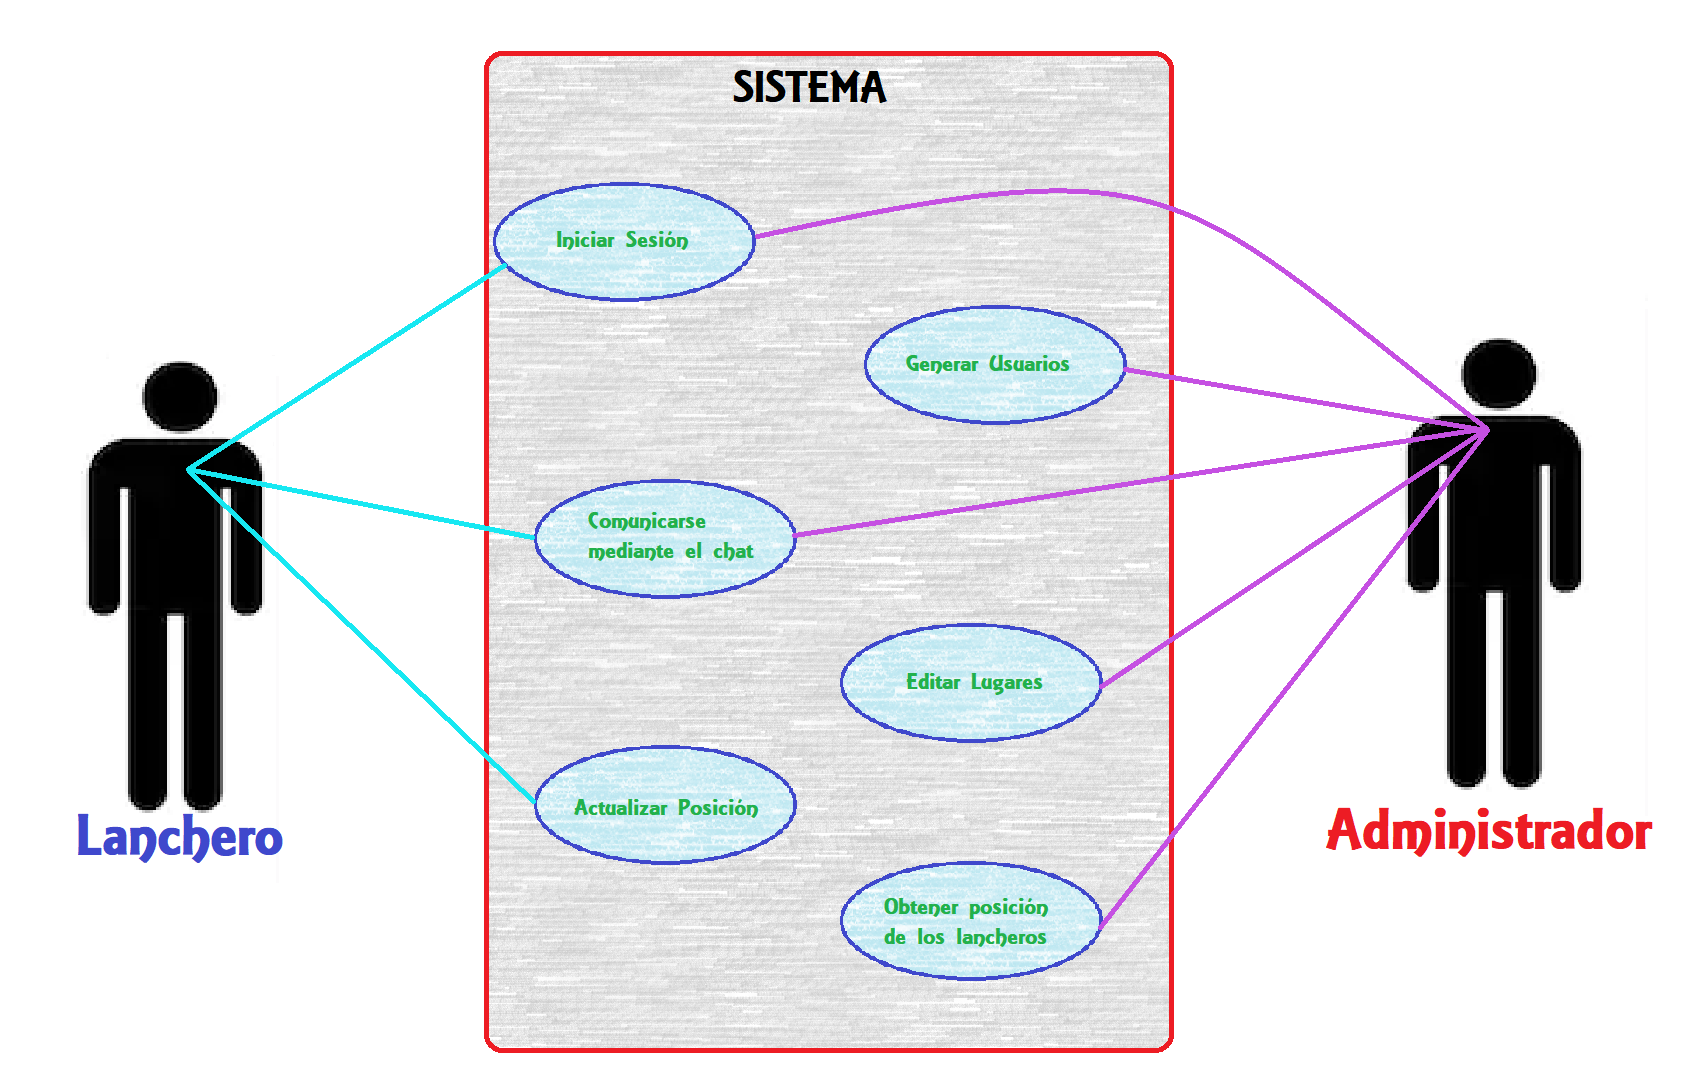 SISTEMA
Iniciar Sesión
Generar Usuarios
Comunicarse
mediante el chat
Editar Lugares
Actualizar Posición
Obtener posición
de los lancheros
Lanchero
Administrador